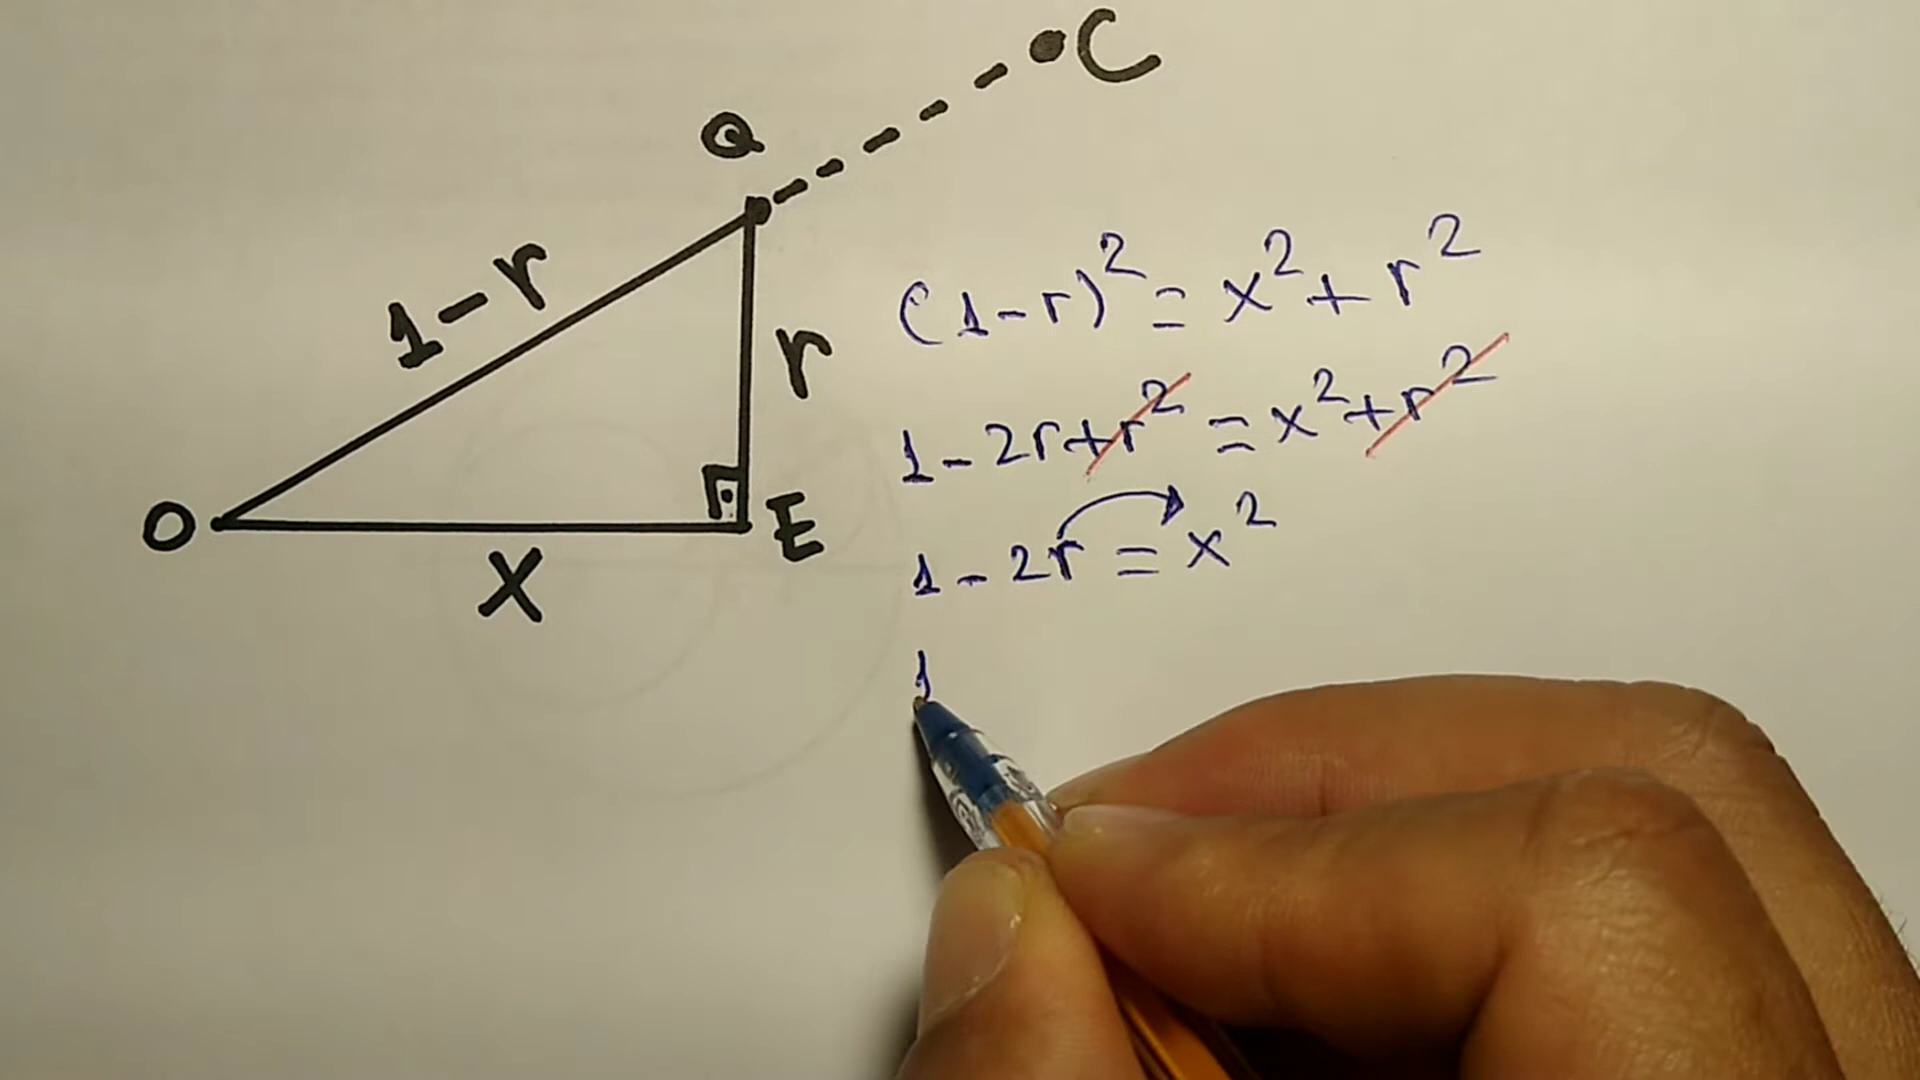 C
Q
1-r
r
O
E
x
(1-r)² = x² + r²
1-2r+r² = x²+r²
1-2r = x²
1